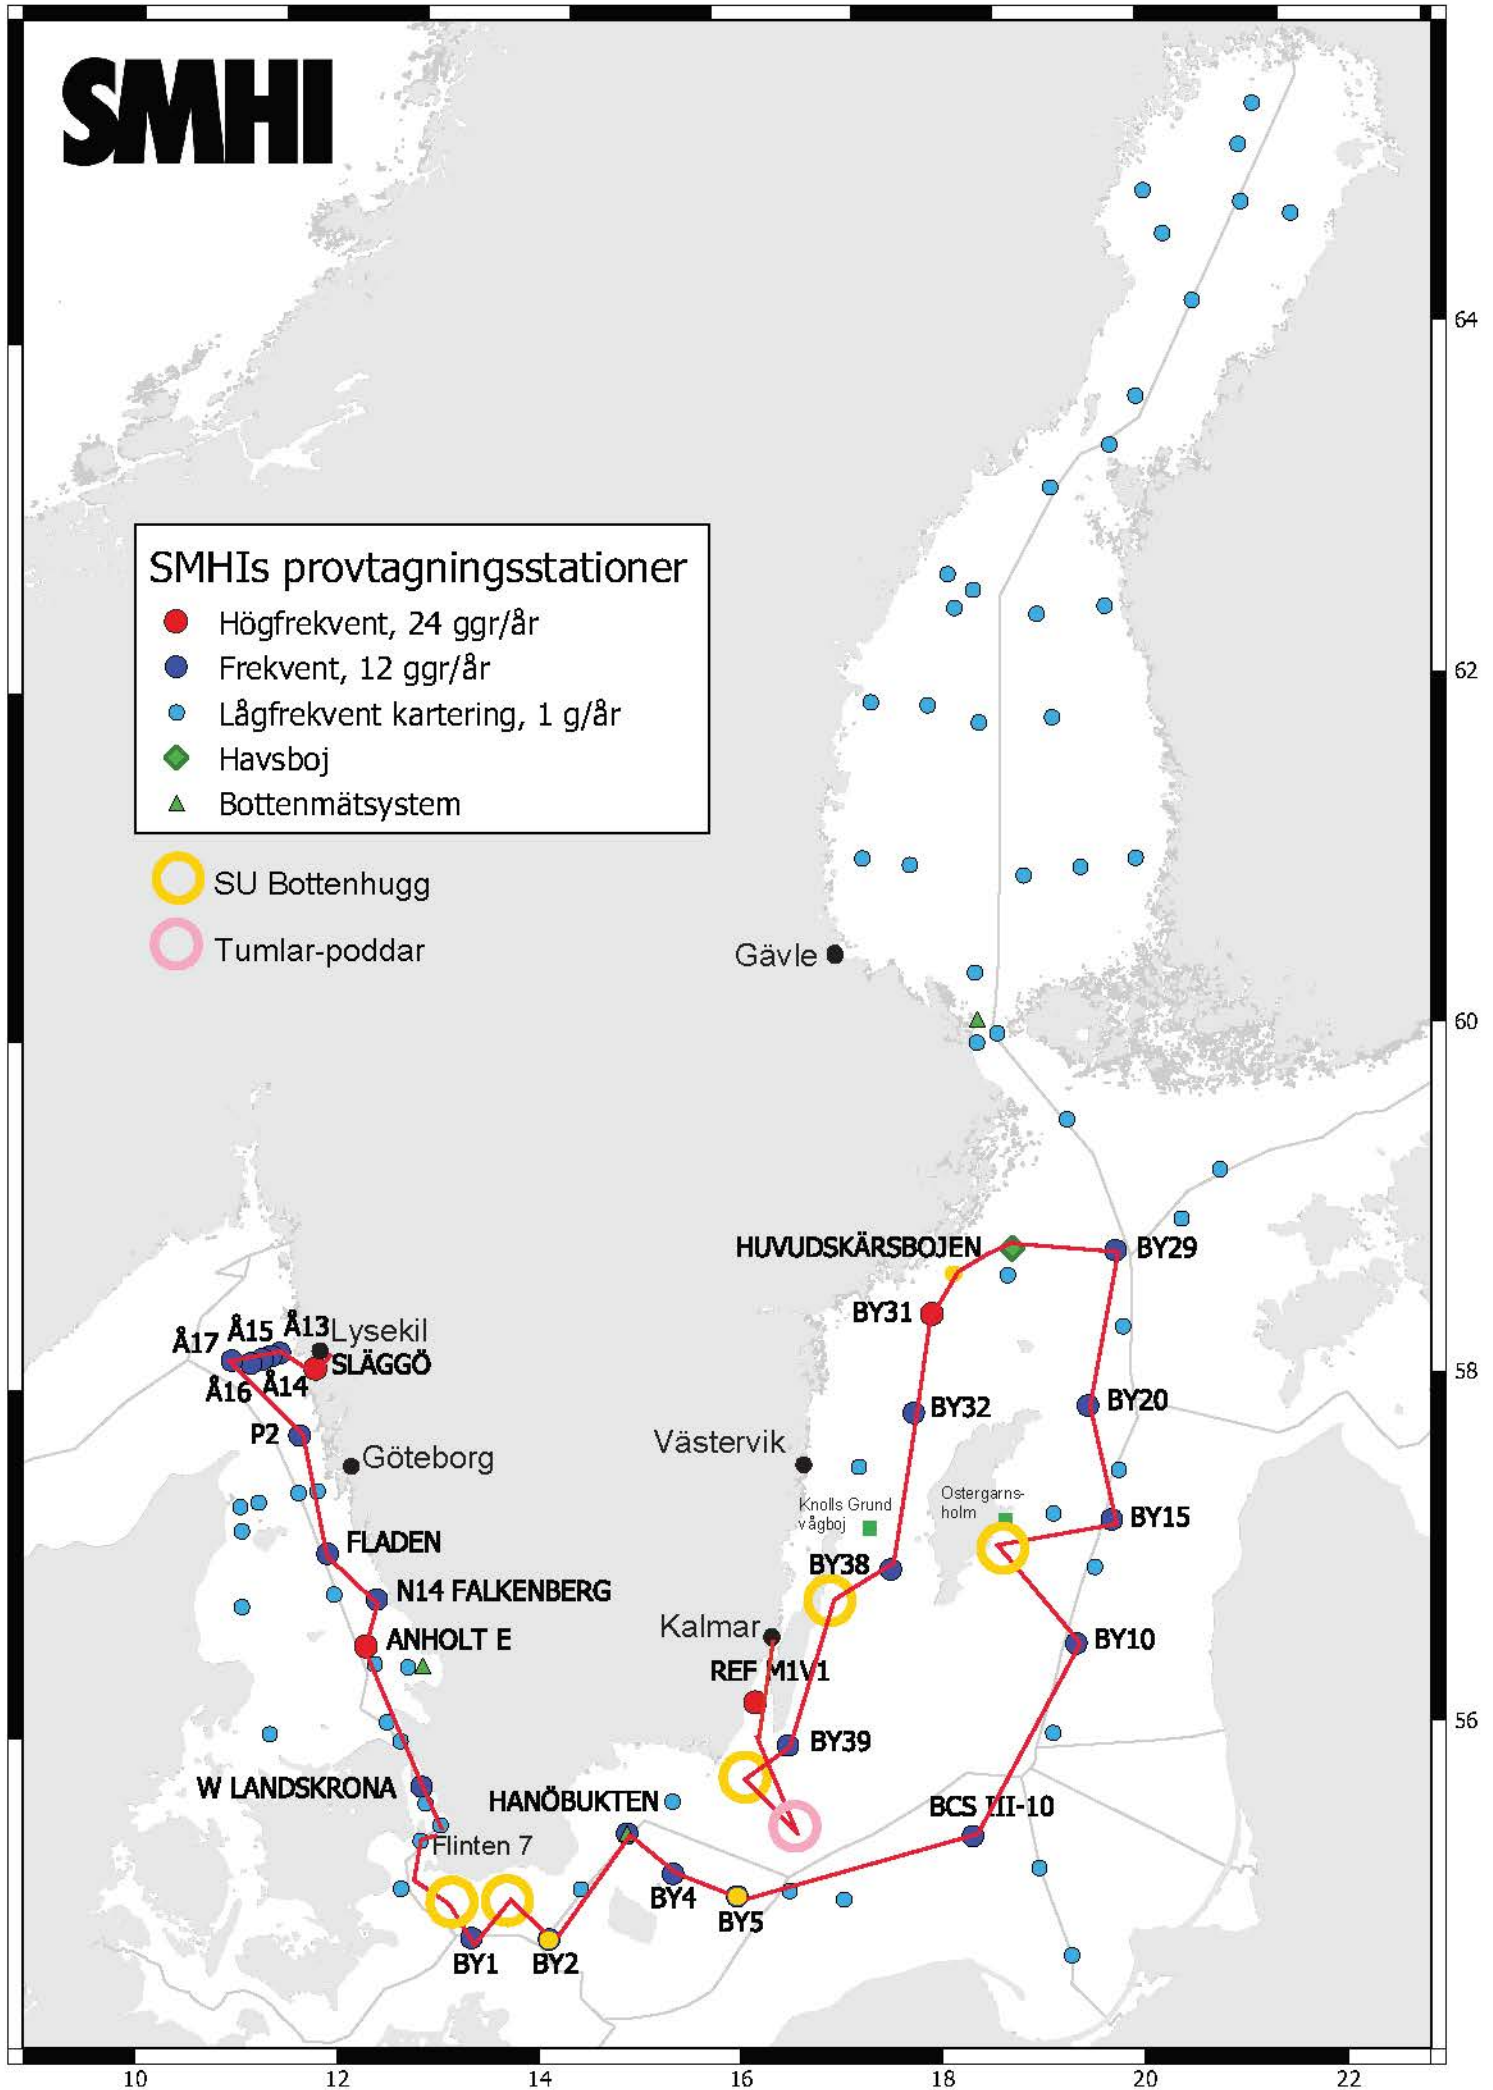 SMHI
64
SMHIs provtagningsstationer
Högfrekvent, 24 ggr/år
Frekvent, 12 ggr/år
Lågfrekvent kartering, 1 g/år
Havsboj
Bottenmätsystem
62
SU Bottenhugg
Tumlar-poddar
Gävle
60
HUVUDSKÄRSBOJEN
BY29
BY31
Å17
Å15
Å13
Lysekil
SLÄGGÖ
58
Å16
Å14
BY32
BY20
P2
Västervik
Göteborg
Knolls Grund
vågboj
Östergarns-
holm
BY15
FLADEN
BY38
N14 FALKENBERG
Kalmar
ANHOLT E
BY10
REF M1V1
56
BY39
W LANDSKRONA
HANÖBUKTEN
BCS III-10
Flinten 7
BY4
BY5
BY1
BY2
10
12
14
16
18
20
22